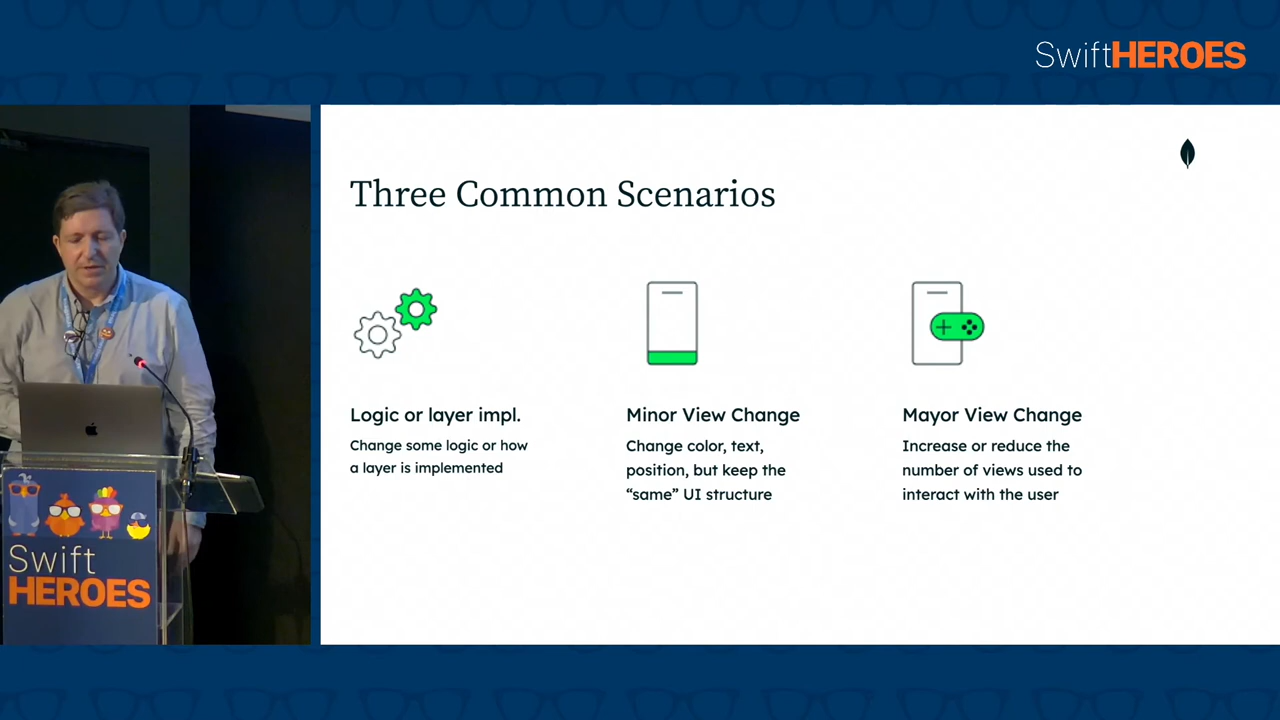 SwiftHEROES
Three Common Scenarios
Logic or layer impl.
Change some logic or how
a layer is implemented
Minor View Change
Change color, text,
position, but keep the
“same” UI structure
Mayor View Change
Increase or reduce the
number of views used to
interact with the user
Swift
HEROES